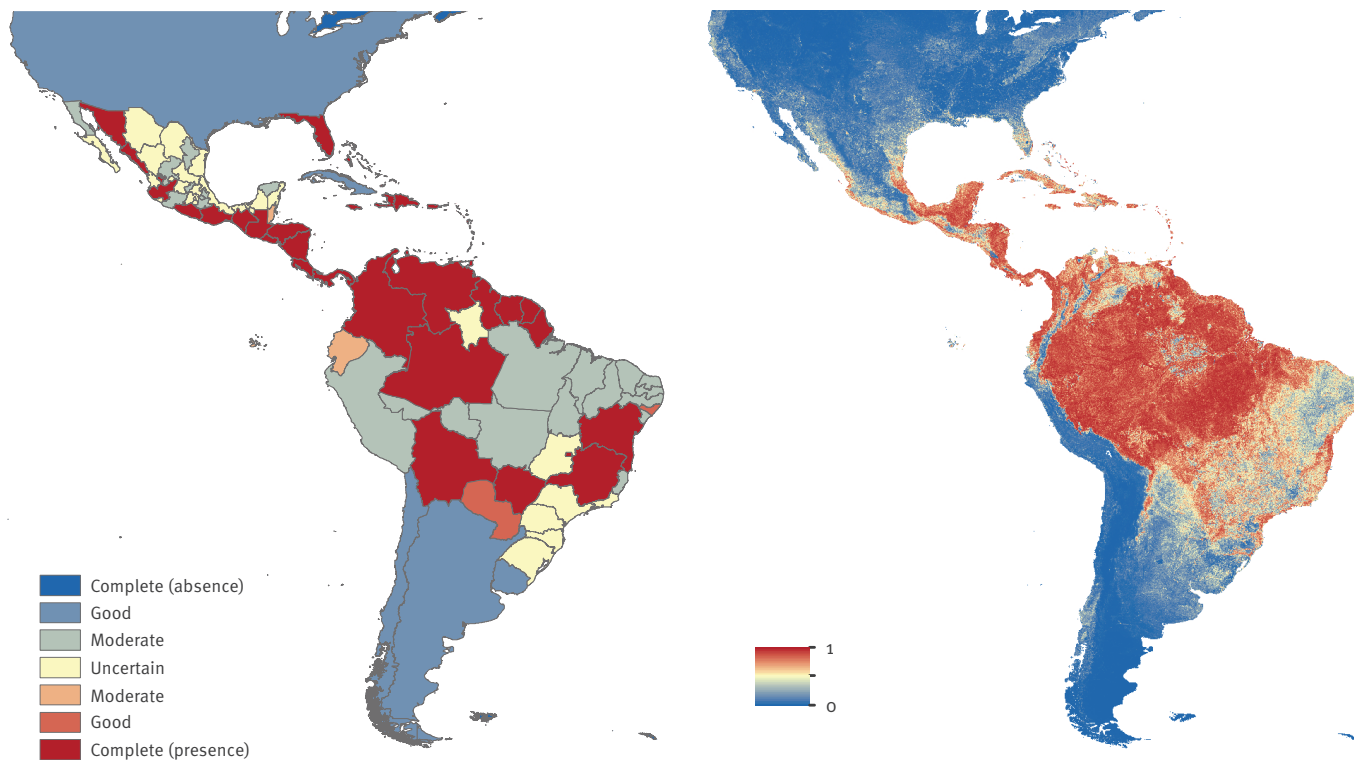 Complete (absence)
Good
Moderate
Uncertain
Moderate
Good
Complete (presence)
1
0